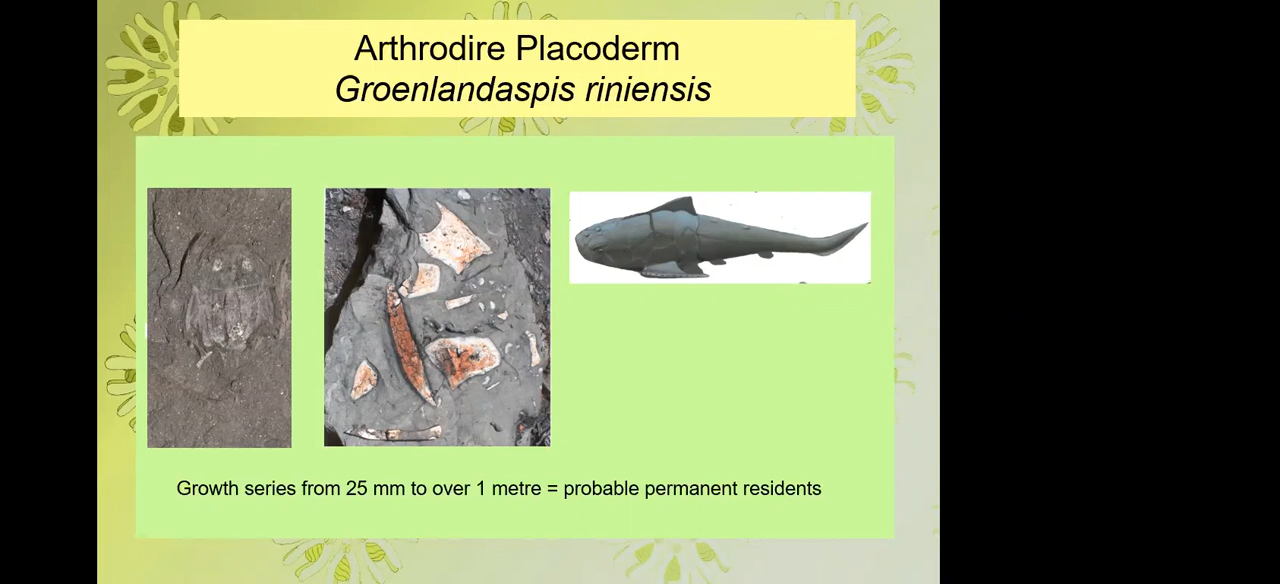 Arthrodire Placoderm
Groenlandaspis riniensis
Growth series from 25 mm to over 1 metre = probable permanent residents